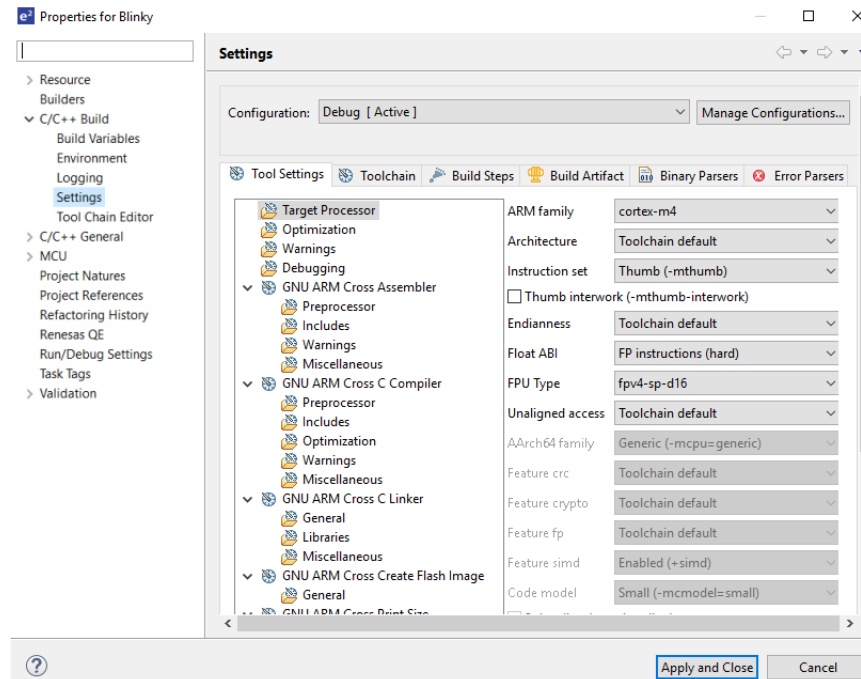 e² Properties for Blinky
Settings
Resource
Builders
C/C++ Build
Build Variables
Environment
Logging
Settings
Tool Chain Editor
C/C++ General
MCU
Project Natures
Project References
Refactoring History
Renesas QE
Run/Debug Settings
Task Tags
Validation
Configuration: Debug [ Active ] Manage Configurations...
Tool Settings Toolchain Build Steps Build Artifact Binary Parsers Error Parsers
Target Processor
Optimization
Warnings
Debugging
GNU ARM Cross Assembler
Preprocessor
Includes
Warnings
Miscellaneous
GNU ARM Cross C Compiler
Preprocessor
Includes
Optimization
Warnings
Miscellaneous
GNU ARM Cross C Linker
General
Libraries
Miscellaneous
GNU ARM Cross Create Flash Image
General
GNU ARM Cross Print Size
ARM family cortex-m4
Architecture Toolchain default
Instruction set Thumb (-mthumb)
Thumb interwork (-mthumb-interwork)
Endianness Toolchain default
Float ABI FP instructions (hard)
FPU Type fpv4-sp-d16
Unaligned access Toolchain default
AArch64 family Generic (-mcpu=generic)
Feature crc Toolchain default
Feature crypto Toolchain default
Feature fp Toolchain default
Feature simd Enabled (+simd)
Code model Small (-mcmodel=small)
Apply and Close Cancel